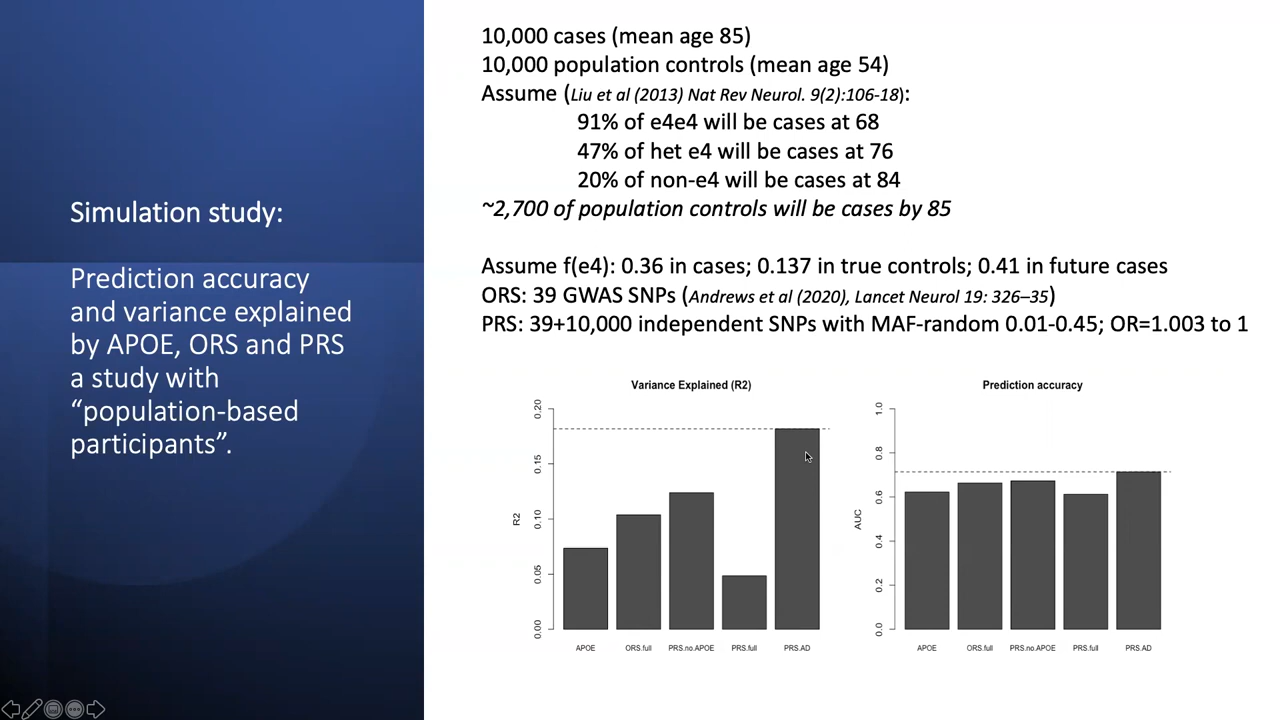 Simulation study:
Prediction accuracy
and variance explained
by APOE, ORS and PRS
a study with
“population-based
participants”.
10,000 cases (mean age 85)
10,000 population controls (mean age 54)
Assume (Liu et al (2013) Nat Rev Neurol. 9(2):106-18):
91% of e4e4 will be cases at 68
47% of het e4 will be cases at 76
20% of non-e4 will be cases at 84
~2,700 of population controls will be cases by 85
Assume f(e4): 0.36 in cases; 0.137 in true controls; 0.41 in future cases
ORS: 39 GWAS SNPs (Andrews et al (2020), Lancet Neurol 19: 326–35)
PRS: 39+10,000 independent SNPs with MAF-random 0.01-0.45; OR=1.003 to 1
Variance Explained (R2)
R2
0.20
0.15
0.10
0.05
0.00
APOE
ORS.full
PRS.no.APOE
PRS.full
PRS.AD
Prediction accuracy
AUC
1.0
0.8
0.6
0.4
0.2
0.0
APOE
ORS.full
PRS.no.APOE
PRS.full
PRS.AD